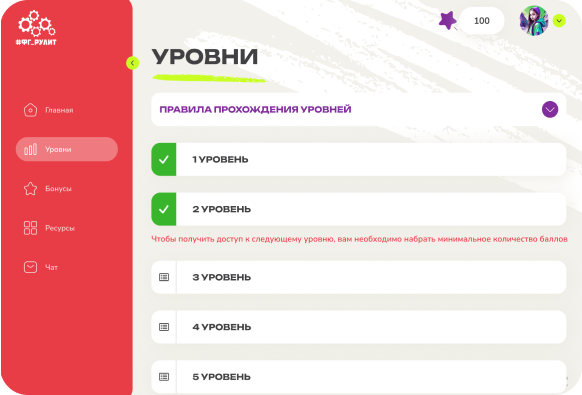 #ФГ_РУЛИТ
100
УРОВНИ
ПРАВИЛА ПРОХОЖДЕНИЯ УРОВНЕЙ
Главная
Уровни
Бонусы
Ресурсы
Чат
1 УРОВЕНЬ
2 УРОВЕНЬ
Чтобы получить доступ к следующему уровню, вам необходимо набрать минимальное количество баллов
3 УРОВЕНЬ
4 УРОВЕНЬ
5 УРОВЕНЬ